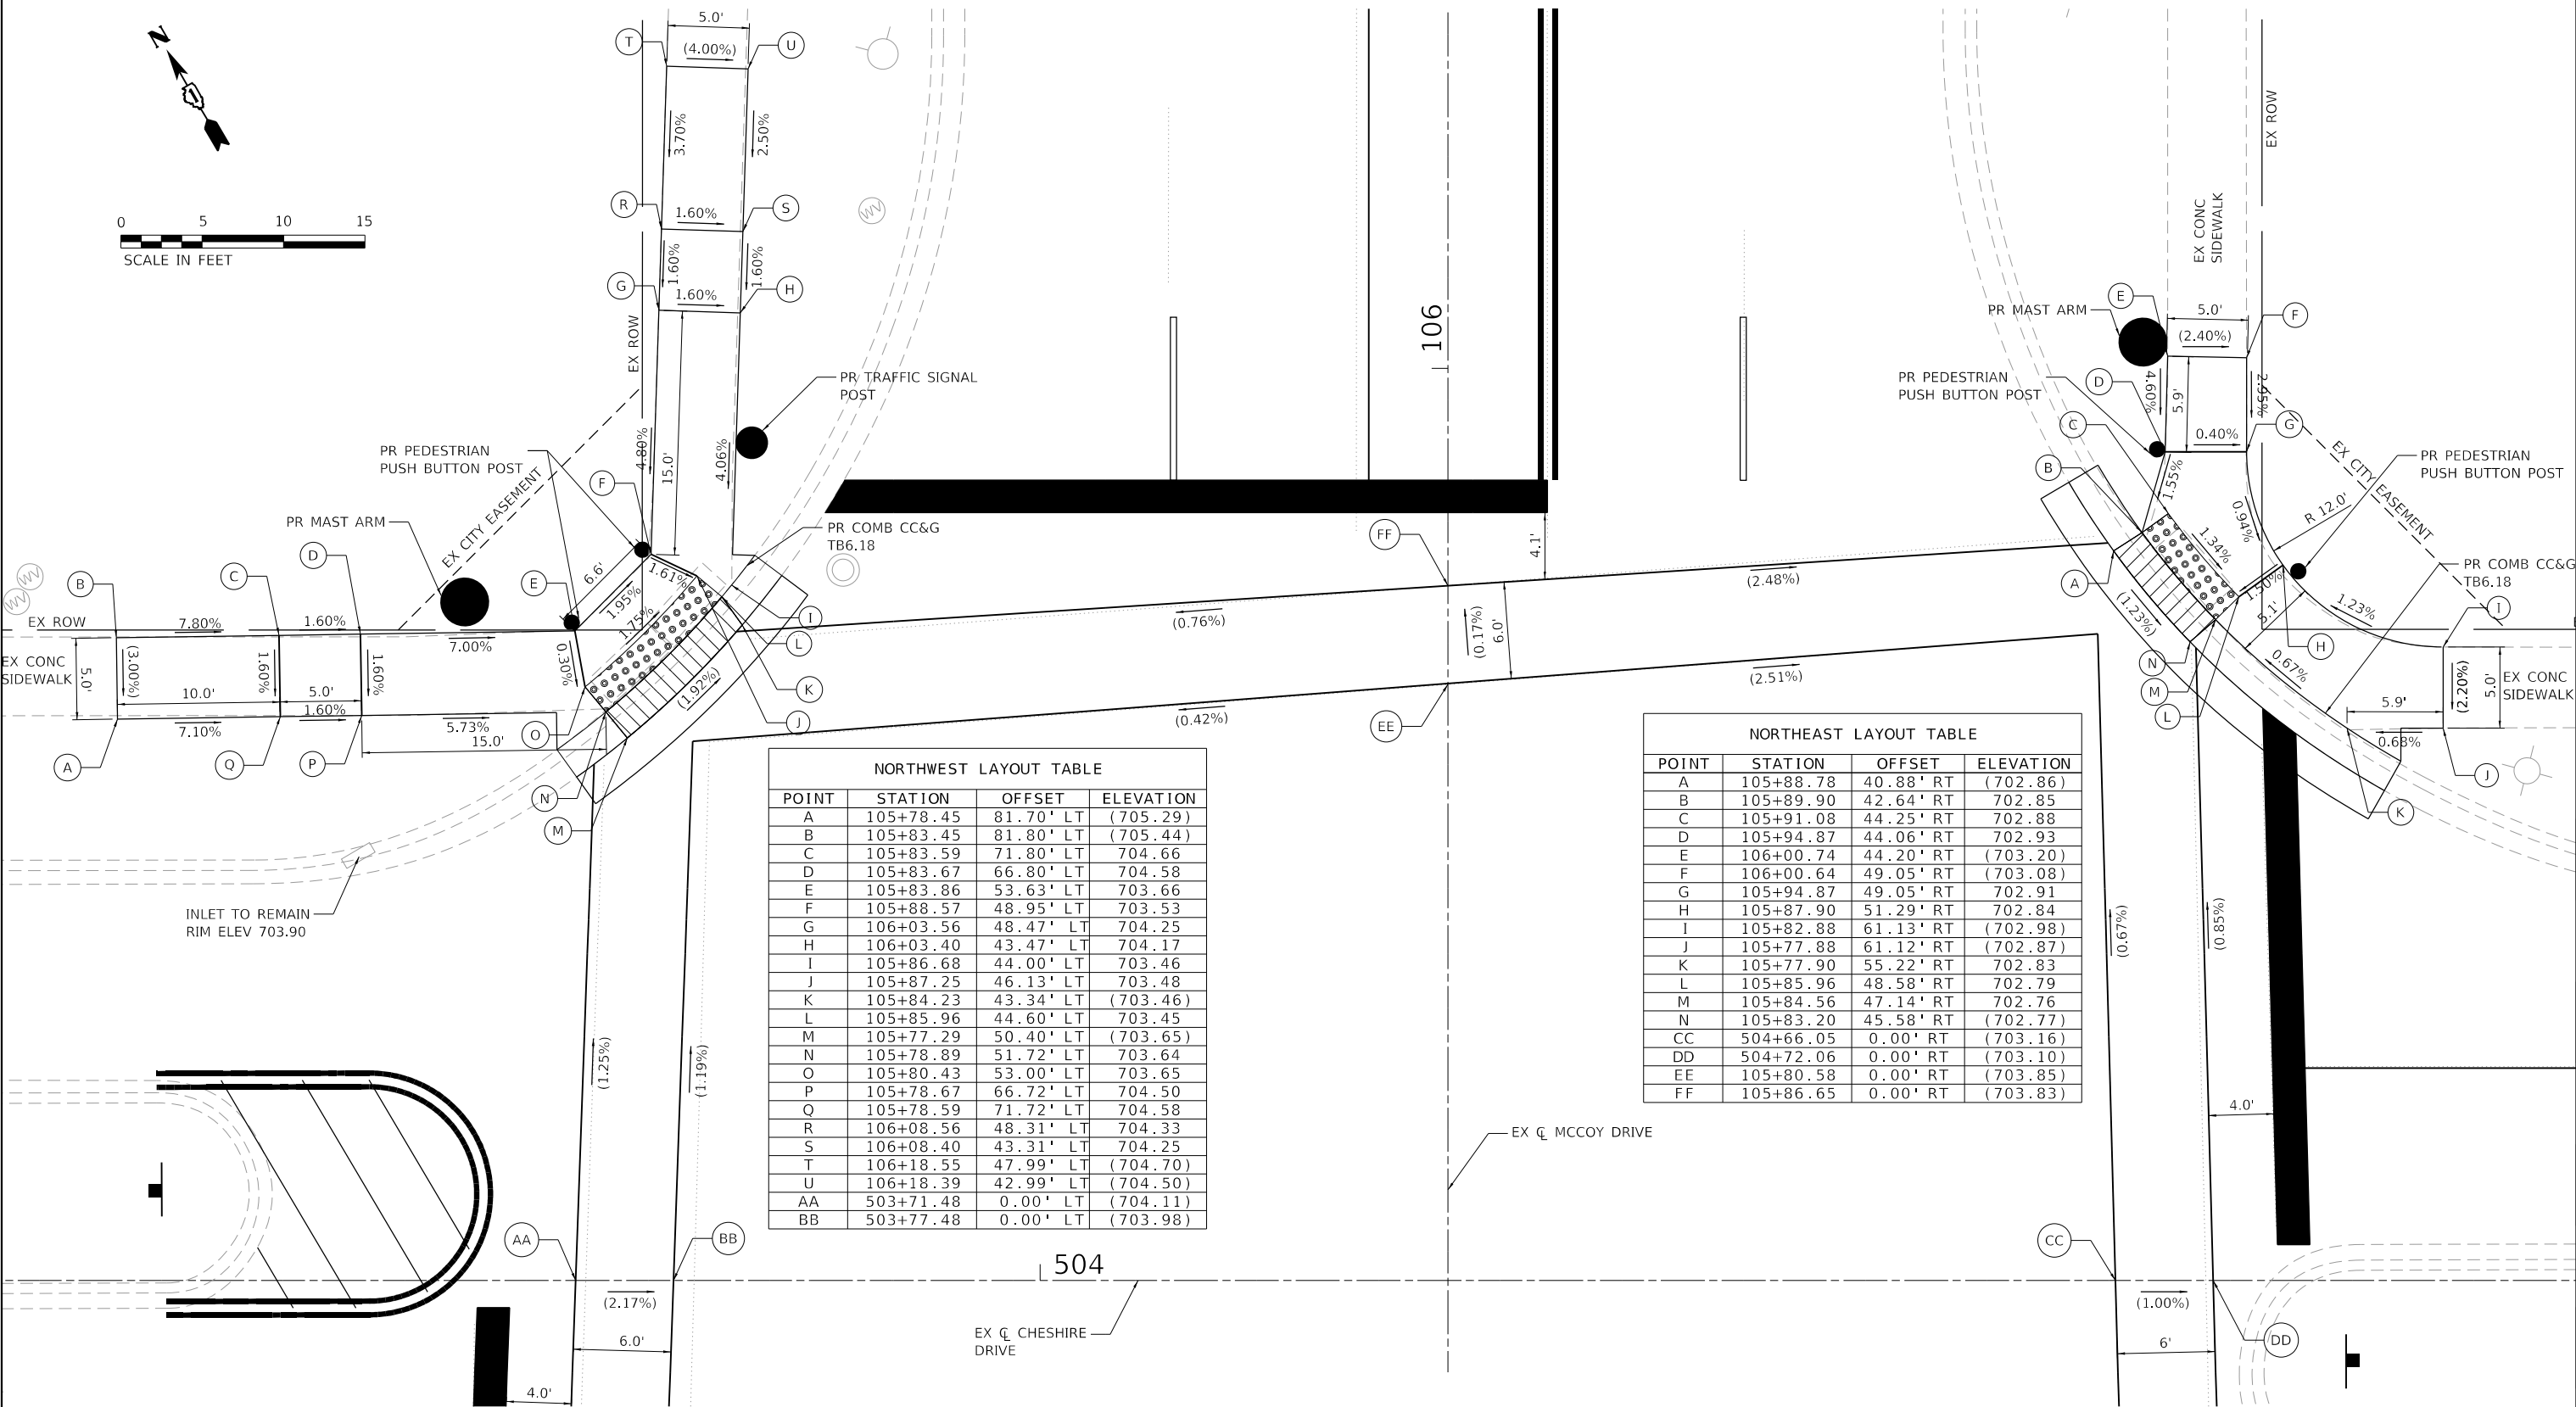 N
0 5 10 15
SCALE IN FEET
T
5.0'
(4.00%)
U
3.70%
2.50%
R
1.60%
S
1.60%
1.60%
G
1.60%
H
EX ROW
4.80%
15.0'
4.06%
PR TRAFFIC SIGNAL
POST
PR PEDESTRIAN
PUSH BUTTON POST
EX CITY EASEMENT
PR MAST ARM
F
6.6'
1.61%
1.95%
1.75%
PR COMB CC&G
TB6.18
WV
WV
WV
B
C
D
E
EX ROW
7.80%
1.60%
7.00%
0.30%
EX CONC
SIDEWALK
5.0'
(3.00%)
10.0'
1.60%
5.0'
1.60%
1.60%
7.10%
5.73%
15.0'
(1.92%)
A
Q
P
O
N
M
I
L
K
J
INLET TO REMAIN
RIM ELEV 703.90
(0.76%)
(0.42%)
FF
EE
(0.17%)
6.0'
4.1'
(2.48%)
(2.51%)
106
NORTHWEST LAYOUT TABLE
POINT STATION OFFSET ELEVATION
A 105+78.45 81.70' LT (705.29)
B 105+83.45 81.80' LT (705.44)
C 105+83.59 71.80' LT 704.66
D 105+83.67 66.80' LT 704.58
E 105+83.86 53.63' LT 703.66
F 105+88.57 48.95' LT 703.53
G 106+03.56 48.47' LT 704.25
H 106+03.40 43.47' LT 704.17
I 105+86.68 44.00' LT 703.46
J 105+87.25 46.13' LT 703.48
K 105+84.23 43.34' LT (703.46)
L 105+85.96 44.60' LT 703.45
M 105+77.29 50.40' LT (703.65)
N 105+78.89 51.72' LT 703.64
O 105+80.43 53.00' LT 703.65
P 105+78.67 66.72' LT 704.50
Q 105+78.59 71.72' LT 704.58
R 106+08.56 48.31' LT 704.33
S 106+08.40 43.31' LT 704.25
T 106+18.55 47.99' LT (704.70)
U 106+18.39 42.99' LT (704.50)
AA 503+71.48 0.00' LT (704.11)
BB 503+77.48 0.00' LT (703.98)
NORTHEAST LAYOUT TABLE
POINT STATION OFFSET ELEVATION
A 105+88.78 40.88' RT (702.86)
B 105+89.90 42.64' RT 702.85
C 105+91.08 44.25' RT 702.88
D 105+94.87 44.06' RT 702.93
E 106+00.74 44.20' RT (703.20)
F 106+00.64 49.05' RT (703.08)
G 105+94.87 49.05' RT 702.91
H 105+87.90 51.29' RT 702.84
I 105+82.88 61.13' RT (702.98)
J 105+77.88 61.12' RT (702.87)
K 105+77.90 55.22' RT 702.83
L 105+85.96 48.58' RT 702.79
M 105+84.56 47.14' RT 702.76
N 105+83.20 45.58' RT (702.77)
CC 504+66.05 0.00' RT (703.16)
DD 504+72.06 0.00' RT (703.10)
EE 105+80.58 0.00' RT (703.85)
FF 105+86.65 0.00' RT (703.83)
EX ROW
EX CONC
SIDEWALK
PR MAST ARM
E
5.0'
(2.40%)
F
PR PEDESTRIAN
PUSH BUTTON POST
D
4.60%
5.9'
2.95%
C
0.40%
G
B
1.55%
0.94%
R 12.0'
EX CITY EASEMENT
PR PEDESTRIAN
PUSH BUTTON POST
1.34%
1.50%
5.1'
1.23%
PR COMB CC&G
TB6.18
A
(1.23%)
I
H
N
M
L
0.67%
(2.20%)
5.0'
EX CONC
SIDEWALK
5.9'
0.68%
J
K
EX CL MCCOY DRIVE
(0.67%)
(0.85%)
4.0'
(1.25%)
(1.19%)
AA
BB
504
(2.17%)
6.0'
4.0'
EX CL CHESHIRE
DRIVE
CC
(1.00%)
6'
DD